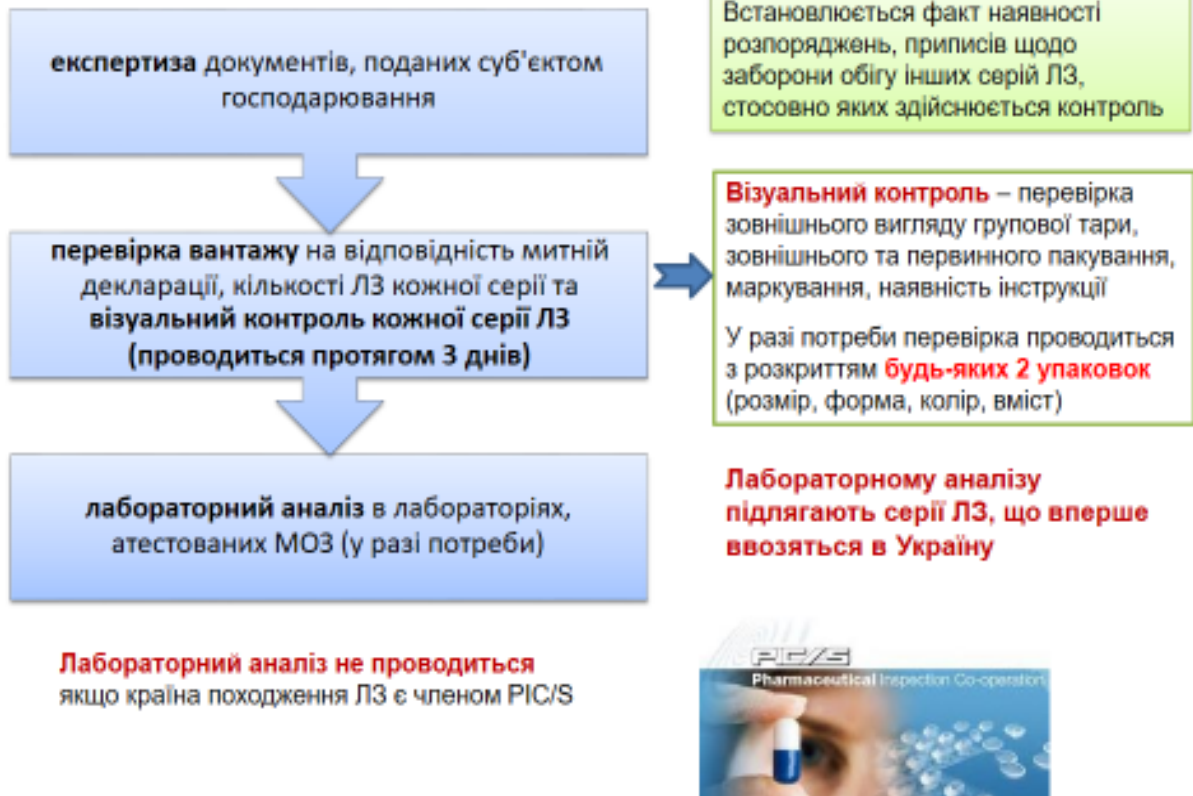 експертиза документів, поданих суб'єктом
господарювання
Встановлюється факт наявності
розпоряджень, приписів щодо
заборони обігу інших серій ЛЗ,
стосовно яких здійснюється контроль
перевірка вантажу на відповідність митній
декларації, кількості ЛЗ кожної серії та
візуальний контроль кожної серії ЛЗ
(проводиться протягом 3 днів)
Візуальний контроль – перевірка
зовнішнього вигляду групової тари,
зовнішнього та первинного пакування,
маркування, наявність інструкції
У разі потреби перевірка проводиться
з розкриттям будь-яких 2 упаковок
(розмір, форма, колір, вміст)
лабораторний аналіз в лабораторіях,
атестованих МОЗ (у разі потреби)
Лабораторному аналізу
підлягають серії ЛЗ, що вперше
ввозяться в Україну
Лабораторний аналіз не проводиться
якщо країна походження ЛЗ є членом PIC/S
PIC/S
Pharmaceutical Inspection Co-operation